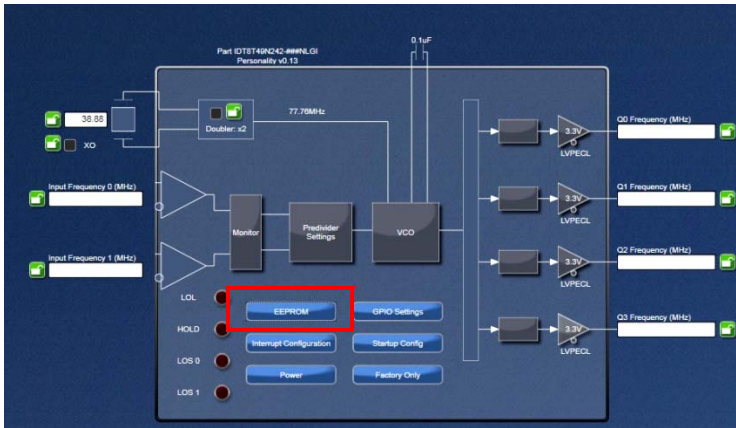 Part IDT8T49N242-###NLGI
Personality v0.13
0.1uF
38.88
XO
Doubler: x2
77.76MHz
Input Frequency 0 (MHz)
Input Frequency 1 (MHz)
Monitor
Predivider
Settings
VCO
3.3V
LVPECL
Q0 Frequency (MHz)
3.3V
LVPECL
Q1 Frequency (MHz)
3.3V
LVPECL
Q2 Frequency (MHz)
3.3V
LVPECL
Q3 Frequency (MHz)
LOL
HOLD
LOS 0
LOS 1
EEPROM
GPIO Settings
Interrupt Configuration
Startup Config
Power
Factory Only